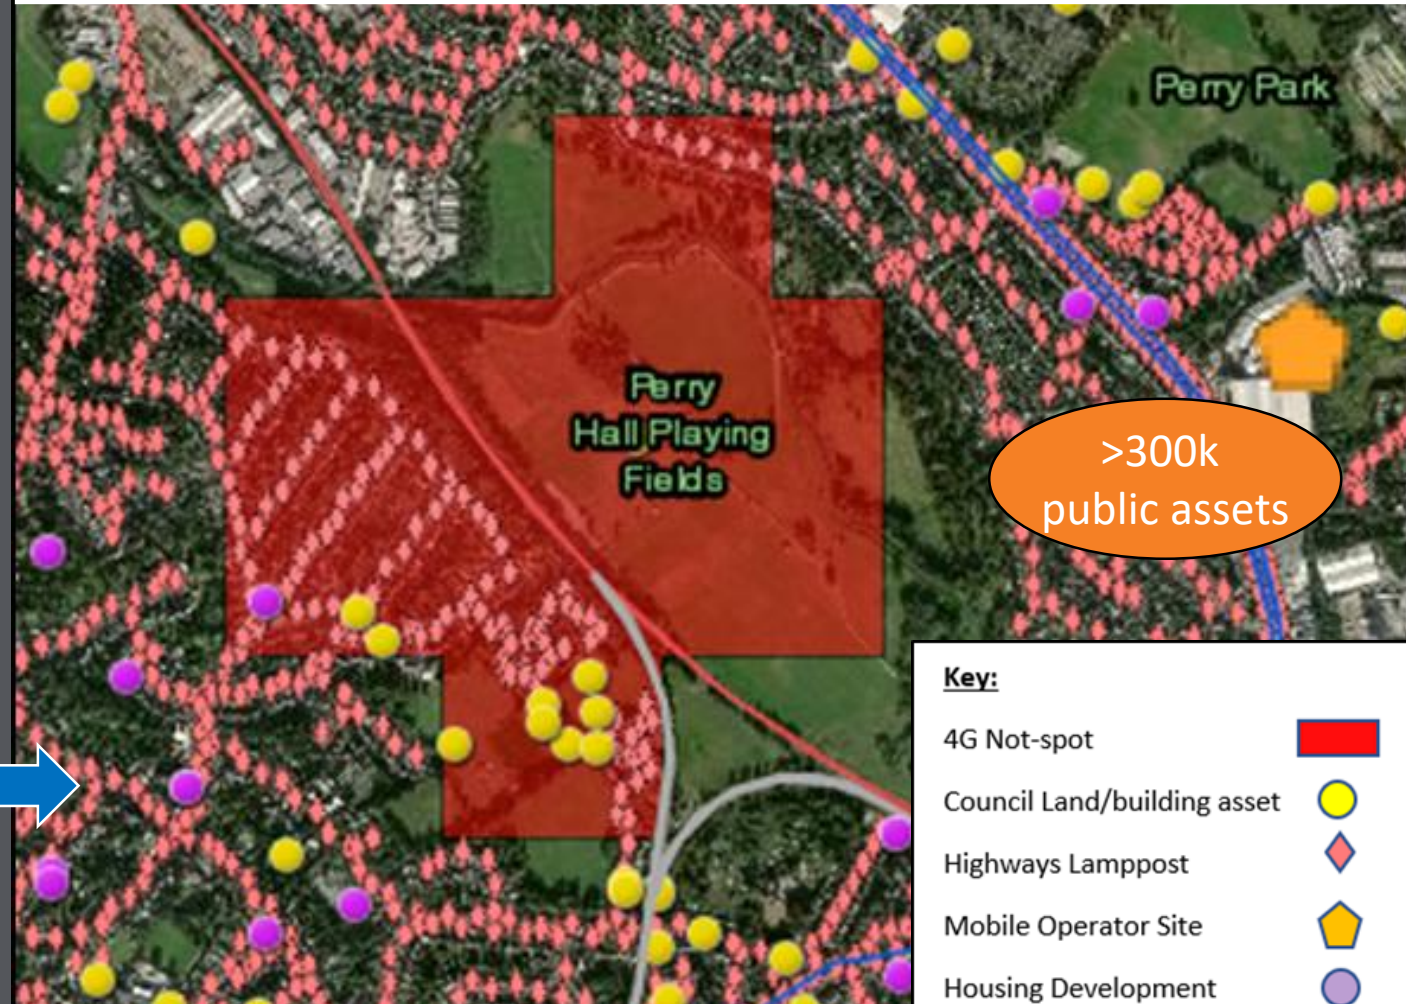 Perry Park
Perry
Hall Playing
Fields
>300k
public assets
Key:
4G Not-spot
Council Land/building asset
Highways Lamppost
Mobile Operator Site
Housing Development